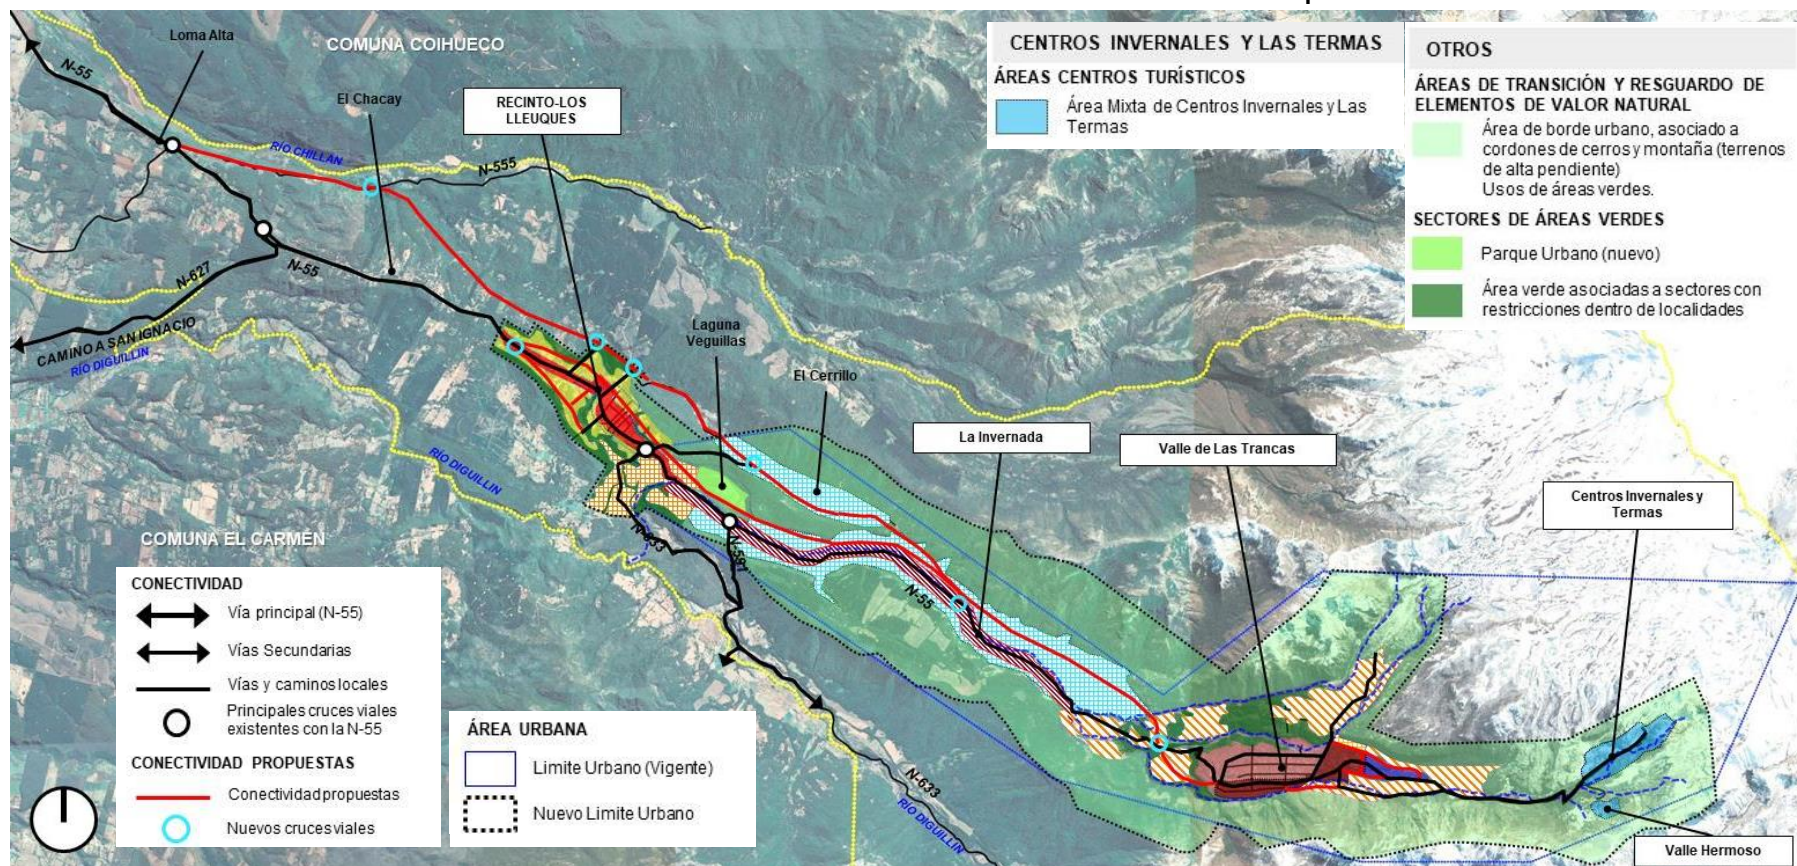 Loma Alta
COMUNA COIHUECO
N-55
El Chacay
RECINTO-LOS
LLEUQUES
RÍO CHILLÁN
N-555
N-627
N-55
CAMINO A SAN IGNACIO
RÍO DIGUILLIN
Laguna
Veguillas
El Cerrillo
La Invernada
Valle de Las Trancas
Centros Invernales y
Termas
RÍO DIGUILLIN
COMUNA EL CARMEN
N-55
N-633
RÍO DIGUILLIN
Valle Hermoso
CENTROS INVERNALES Y LAS TERMAS
ÁREAS CENTROS TURÍSTICOS
Área Mixta de Centros Invernales y Las
Termas
OTROS
ÁREAS DE TRANSICIÓN Y RESGUARDO DE
ELEMENTOS DE VALOR NATURAL
Área de borde urbano, asociado a
cordones de cerros y montaña (terrenos
de alta pendiente)
Usos de áreas verdes.
SECTORES DE ÁREAS VERDES
Parque Urbano (nuevo)
Área verde asociadas a sectores con
restricciones dentro de localidades
CONECTIVIDAD
Vía principal (N-55)
Vías Secundarias
Vías y caminos locales
Principales cruces viales
existentes con la N-55
CONECTIVIDAD PROPUESTAS
Conectividad propuestas
Nuevos cruces viales
ÁREA URBANA
Limite Urbano (Vigente)
Nuevo Limite Urbano